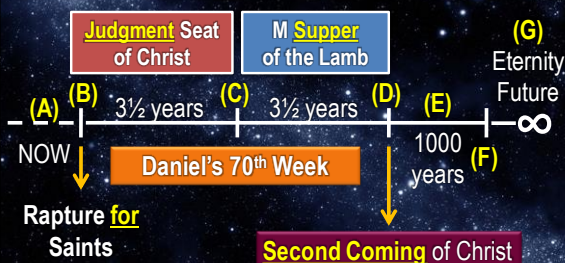 Judgment Seat
of Christ
M Supper
of the Lamb
(G)
Eternity
Future
∞
(A)
(B)
3½ years
(C)
3½ years
(D)
(E)
NOW
Daniel's 70th Week
1000
years
(F)
Rapture for
Saints
Second Coming of Christ